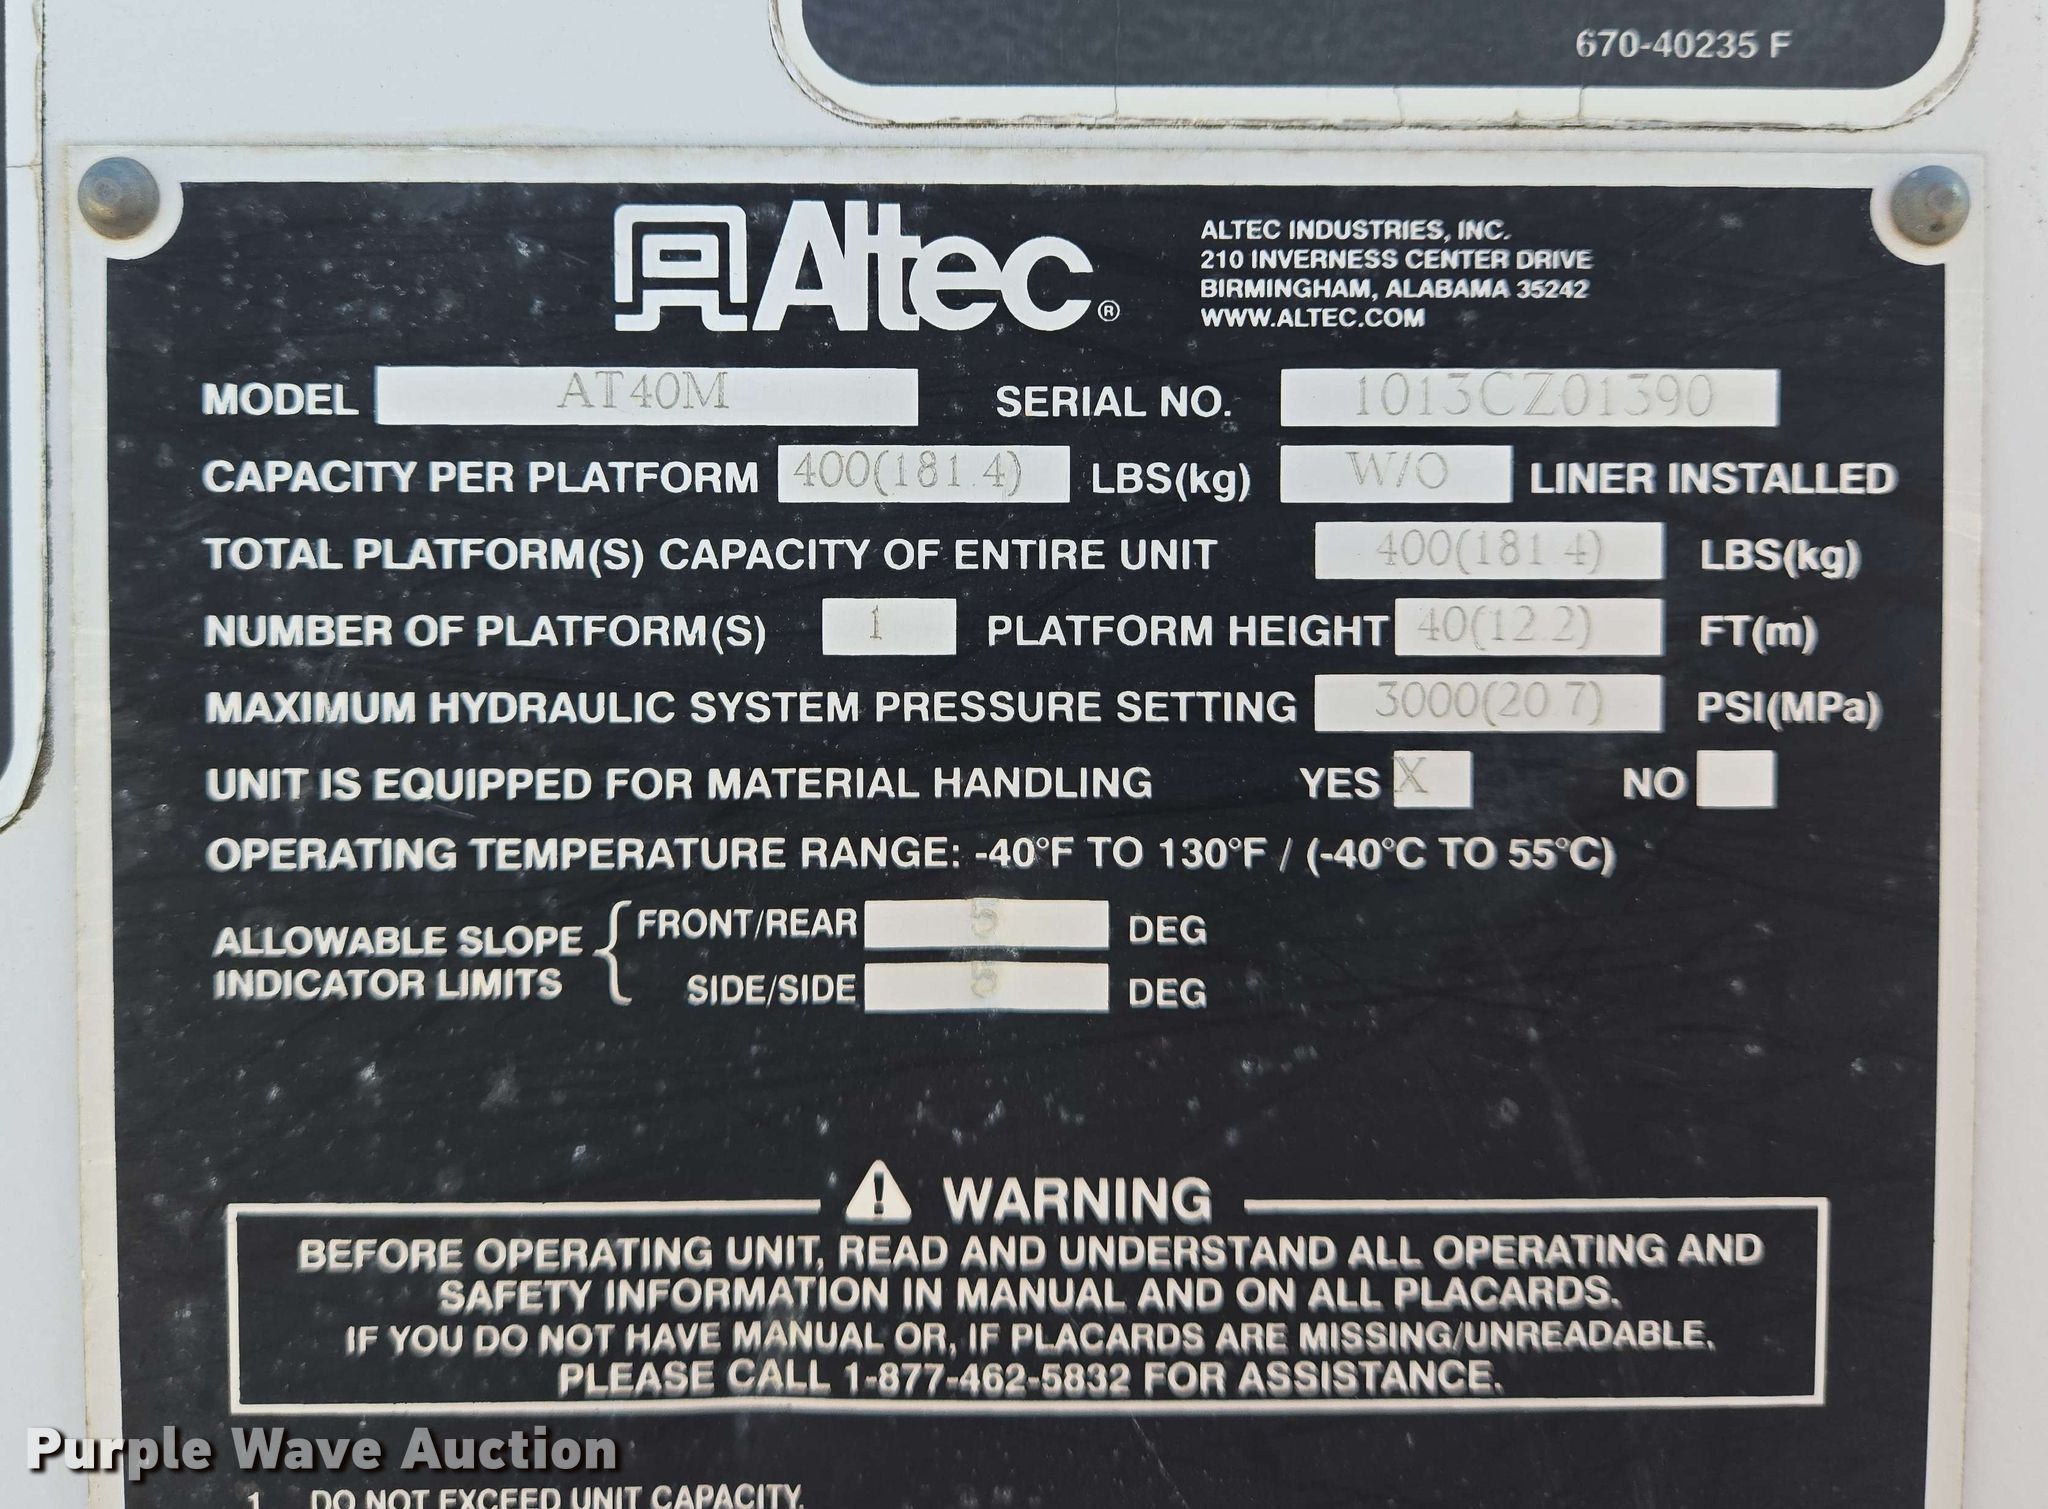 670-40235 F
Altec®
ALTEC INDUSTRIES, INC.
210 INVERNESS CENTER DRIVE
BIRMINGHAM, ALABAMA 35242
WWW.ALTEC.COM
MODEL AT40M SERIAL NO. 1013CZ01390
CAPACITY PER PLATFORM 400(181.4) LBS(kg) W/O LINER INSTALLED
TOTAL PLATFORM(S) CAPACITY OF ENTIRE UNIT 400(181.4) LBS(kg)
NUMBER OF PLATFORM(S) 1 PLATFORM HEIGHT 40(12.2) FT(m)
MAXIMUM HYDRAULIC SYSTEM PRESSURE SETTING 3000(20.7) PSI(MPa)
UNIT IS EQUIPPED FOR MATERIAL HANDLING YES X NO
OPERATING TEMPERATURE RANGE: -40°F TO 130°F / (-40°C TO 55°C)
ALLOWABLE SLOPE INDICATOR LIMITS
FRONT/REAR 5 DEG
SIDE/SIDE 5 DEG
WARNING
BEFORE OPERATING UNIT, READ AND UNDERSTAND ALL OPERATING AND
SAFETY INFORMATION IN MANUAL AND ON ALL PLACARDS.
IF YOU DO NOT HAVE MANUAL OR, IF PLACARDS ARE MISSING/UNREADABLE,
PLEASE CALL 1-877-462-5832 FOR ASSISTANCE.
Purple Wave Auction
1. DO NOT EXCEED UNIT CAPACITY.